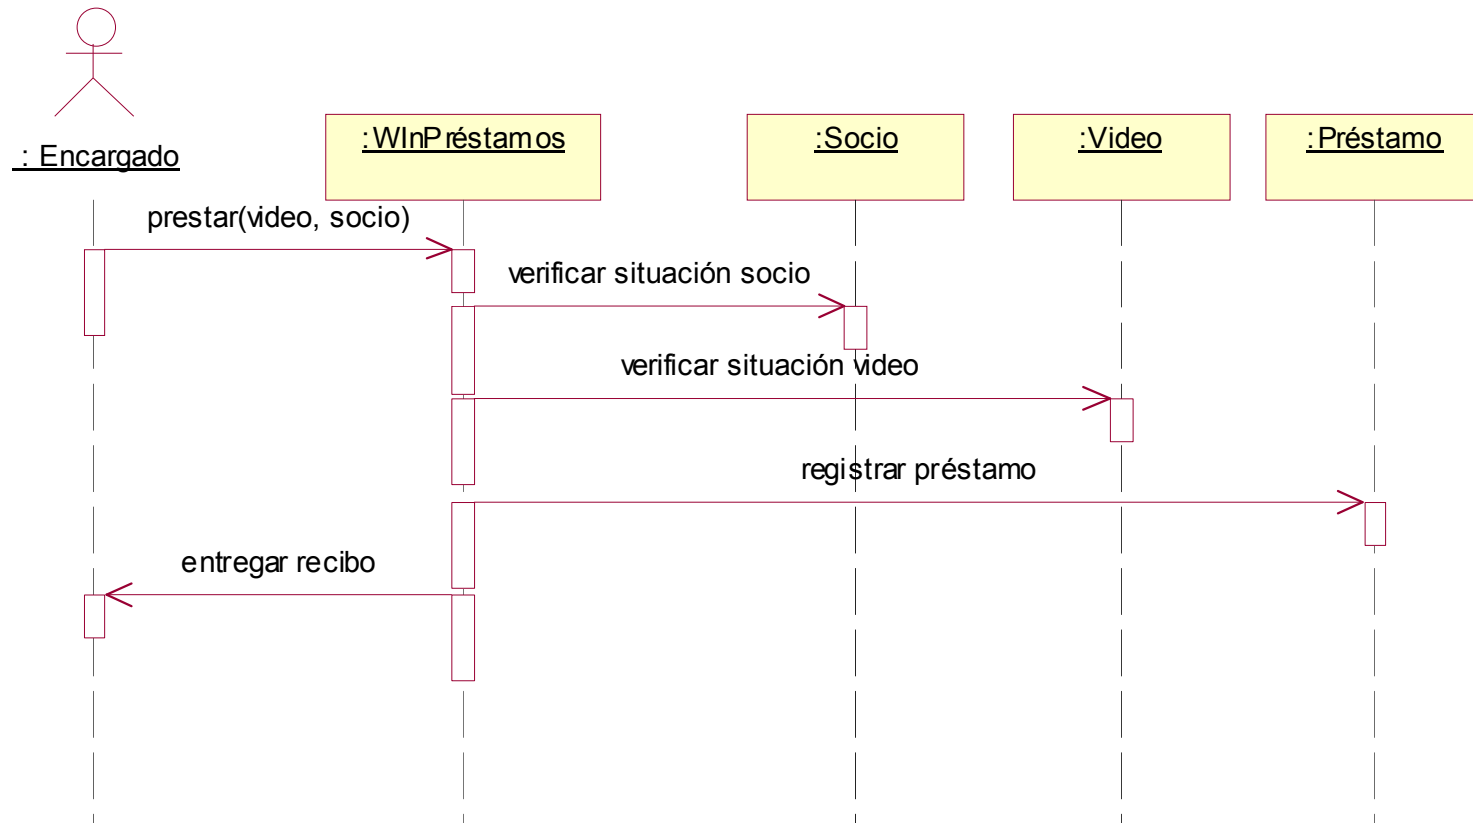 : Encargado
:WInPréstamos
:Socio
:Video
:Préstamo
prestar(video, socio)
verificar situación socio
verificar situación video
registrar préstamo
entregar recibo